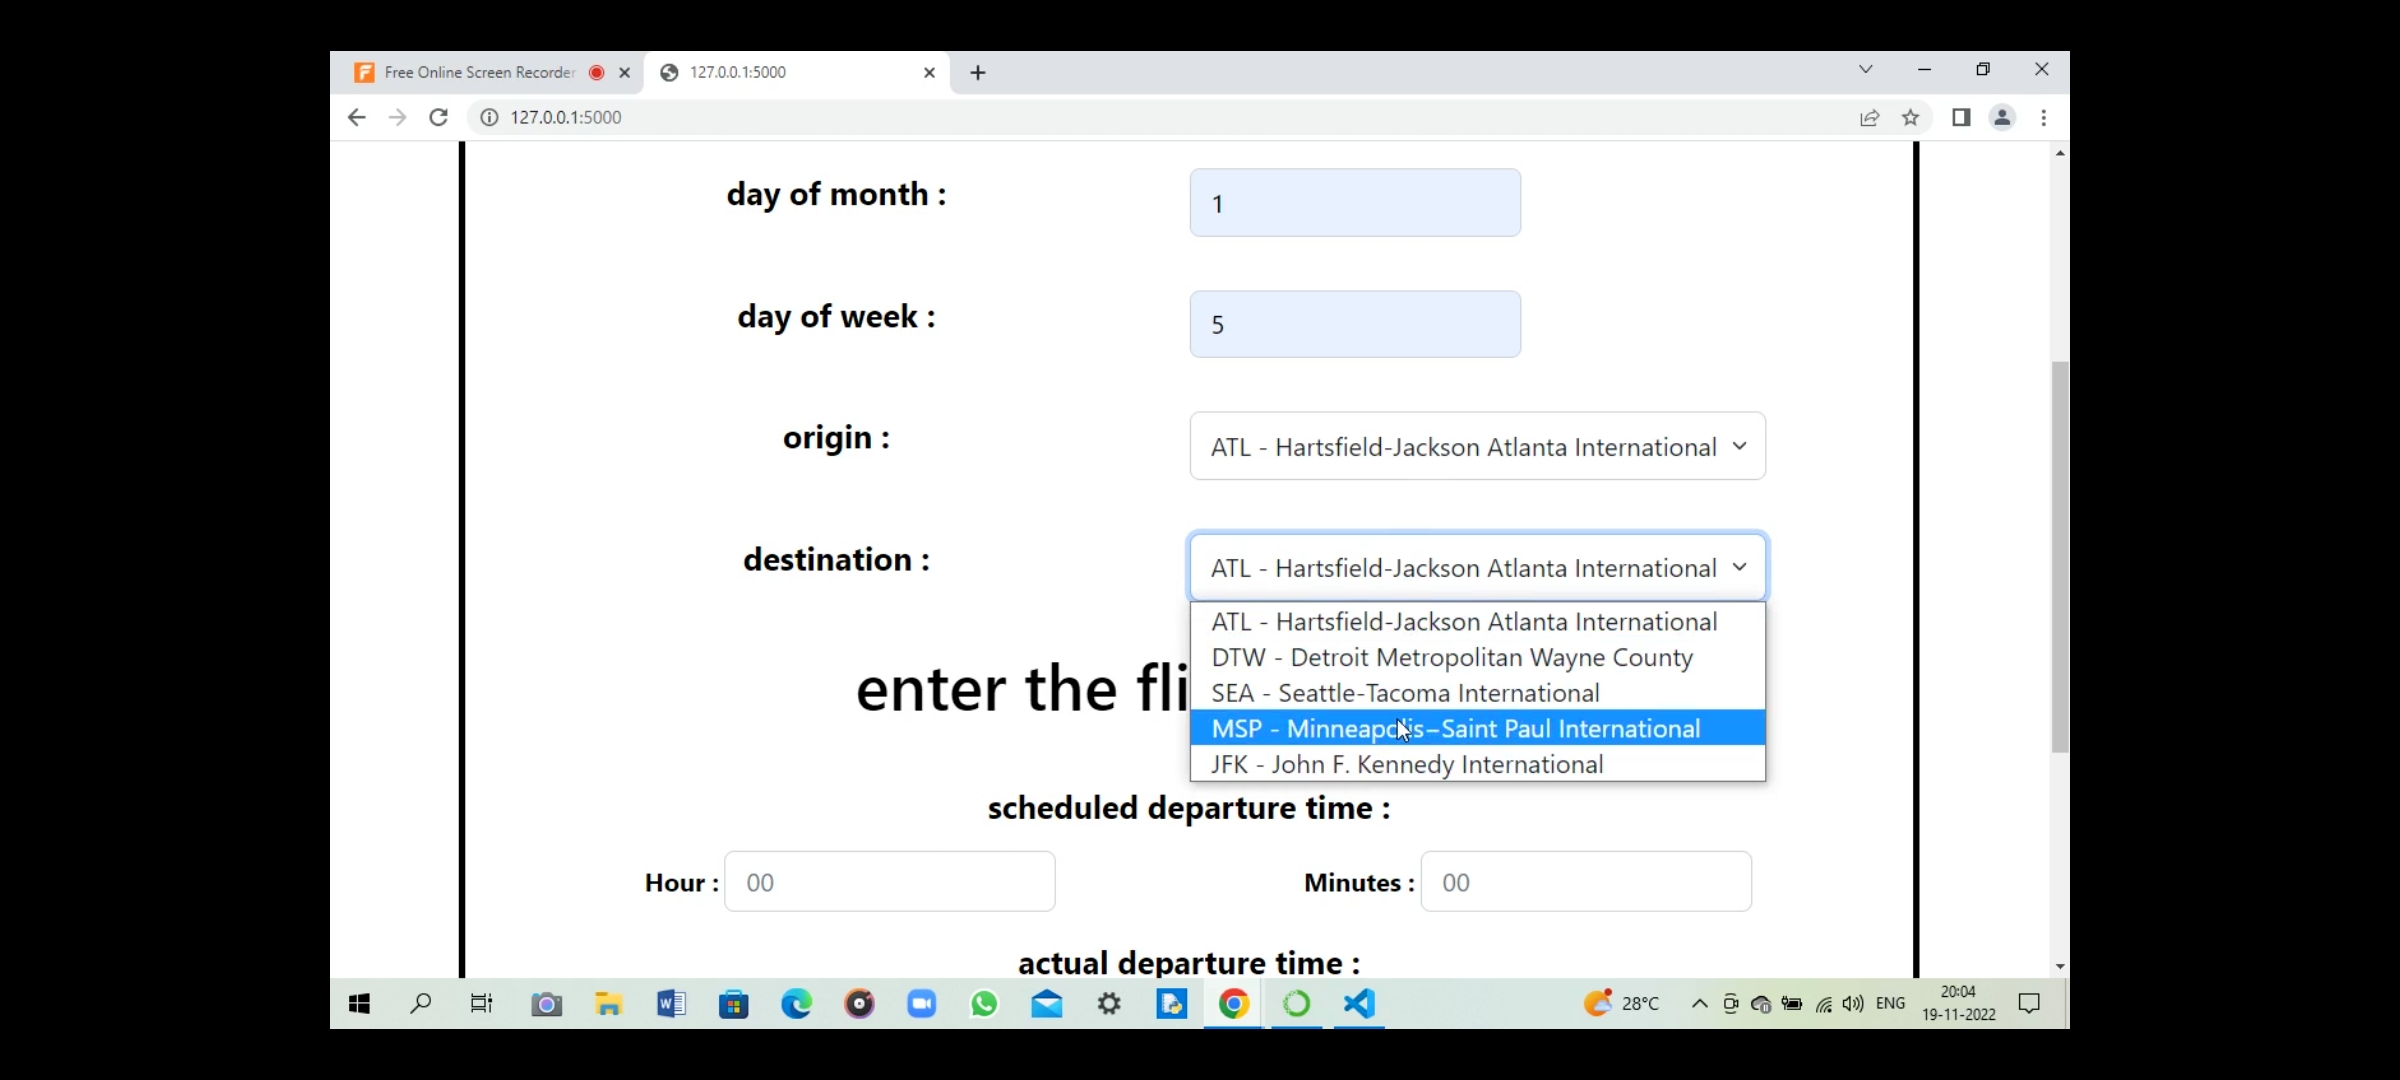 Free Online Screen Recorder
127.0.0.1:5000
127.0.0.1:5000
day of month :
1
day of week :
5
origin :
ATL - Hartsfield-Jackson Atlanta International
destination :
ATL - Hartsfield-Jackson Atlanta International
ATL - Hartsfield-Jackson Atlanta International
DTW - Detroit Metropolitan Wayne County
SEA - Seattle-Tacoma International
enter the fli
MSP - Minneapolis–Saint Paul International
JFK - John F. Kennedy International
scheduled departure time :
Hour : 00 Minutes : 00
actual departure time :
28°C ENG 20:04
19-11-2022